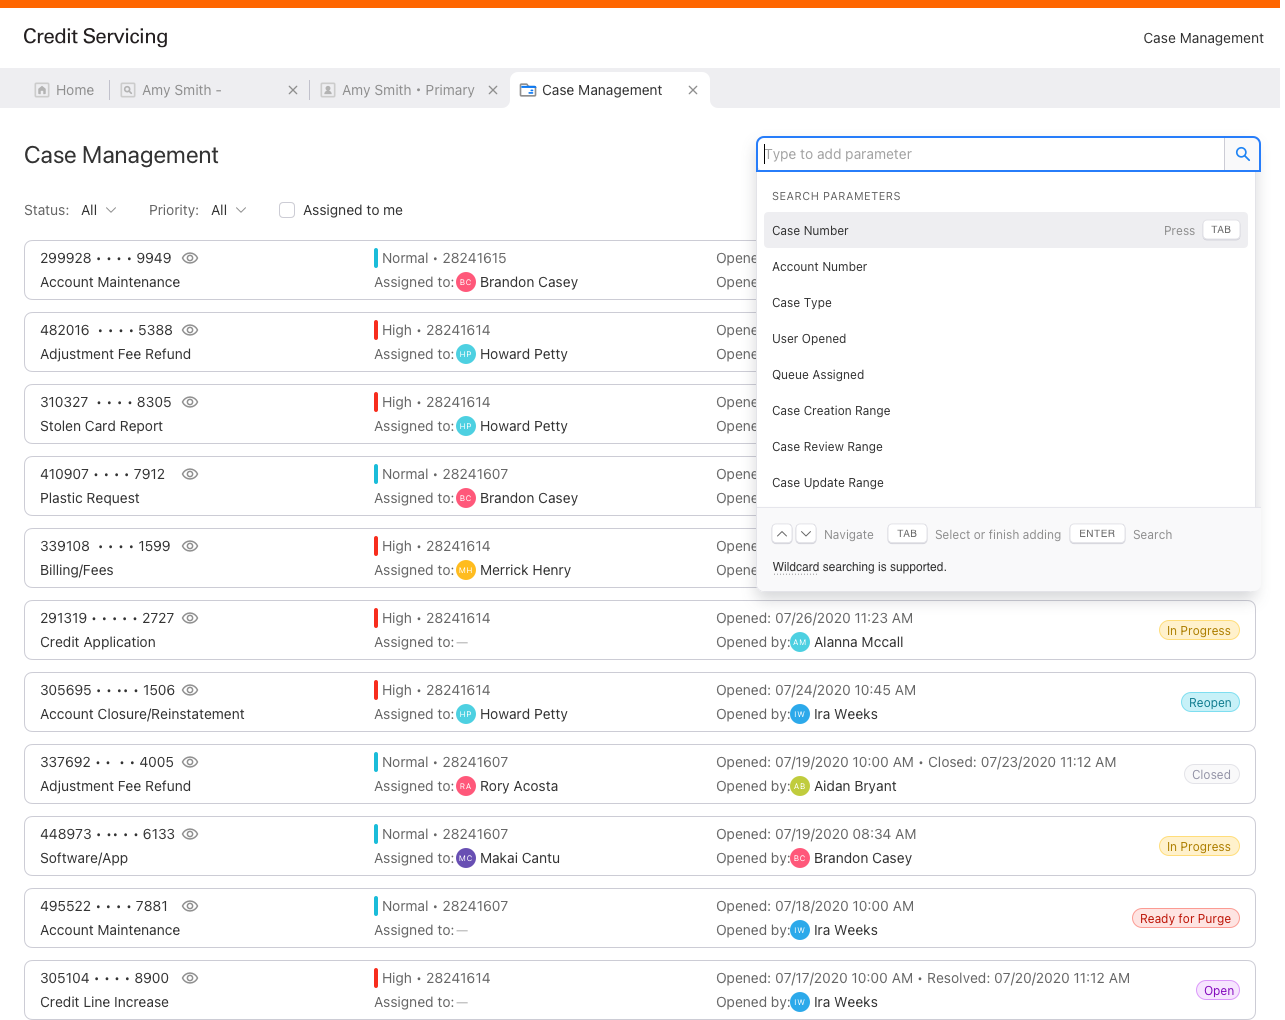 Credit Servicing
Case Management
Home
Amy Smith -
Amy Smith • Primary
Case Management
Case Management
Type to add parameter
Status: All
Priority: All
Assigned to me
SEARCH PARAMETERS
Case Number
Press TAB
Account Number
Case Type
User Opened
Queue Assigned
Case Creation Range
Case Review Range
Case Update Range
Navigate TAB Select or finish adding ENTER Search
Wildcard searching is supported.
299928 • • • • 9949 Normal • 28241615 Opene
Account Maintenance Assigned to: BC Brandon Casey Opene
482016 • • • • 5388 High • 28241614 Opene
Adjustment Fee Refund Assigned to: HP Howard Petty Opene
310327 • • • • 8305 High • 28241614 Opene
Stolen Card Report Assigned to: HP Howard Petty Opene
410907 • • • • 7912 Normal • 28241607 Opene
Plastic Request Assigned to: BC Brandon Casey Opene
339108 • • • • 1599 High • 28241614 Opene
Billing/Fees Assigned to: MH Merrick Henry Opene
291319 • • • • • 2727 High • 28241614 Opened: 07/26/2020 11:23 AM
Credit Application Assigned to: — Opened by: AM Alanna Mccall
In Progress
305695 • • • • • 1506 High • 28241614 Opened: 07/24/2020 10:45 AM
Account Closure/Reinstatement Assigned to: HP Howard Petty Opened by: IW Ira Weeks
Reopen
337692 • • • • 4005 Normal • 28241607 Opened: 07/19/2020 10:00 AM • Closed: 07/23/2020 11:12 AM
Adjustment Fee Refund Assigned to: RA Rory Acosta Opened by: AB Aidan Bryant
Closed
448973 • • • • • 6133 Normal • 28241607 Opened: 07/19/2020 08:34 AM
Software/App Assigned to: MC Makai Cantu Opened by: BC Brandon Casey
In Progress
495522 • • • • 7881 Normal • 28241607 Opened: 07/18/2020 10:00 AM
Account Maintenance Assigned to: — Opened by: IW Ira Weeks
Ready for Purge
305104 • • • • 8900 High • 28241614 Opened: 07/17/2020 10:00 AM • Resolved: 07/20/2020 11:12 AM
Credit Line Increase Assigned to: — Opened by: IW Ira Weeks
Open